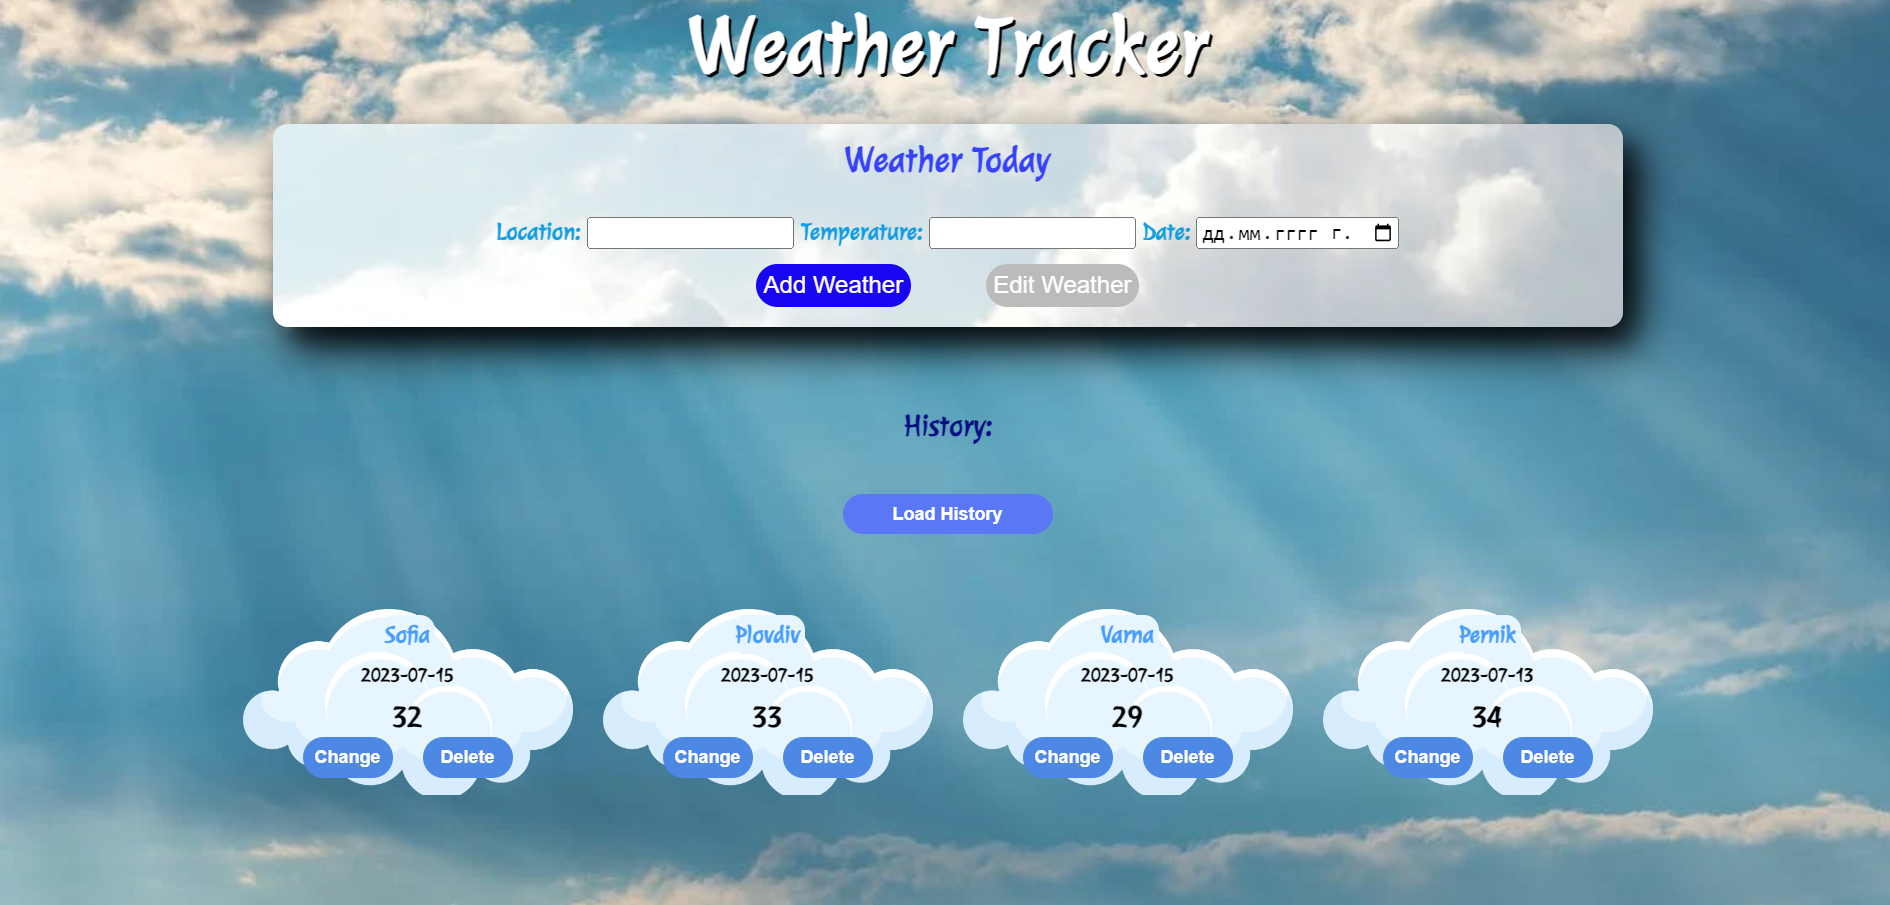 Weather Tracker
Weather Today
Location: Temperature: Date: дд.мм.гггг г.
Add Weather Edit Weather
History:
Load History
Sofia Plovdiv Varna Pernik
2023-07-15 2023-07-15 2023-07-15 2023-07-13
32 33 29 34
Change Delete Change Delete Change Delete Change Delete